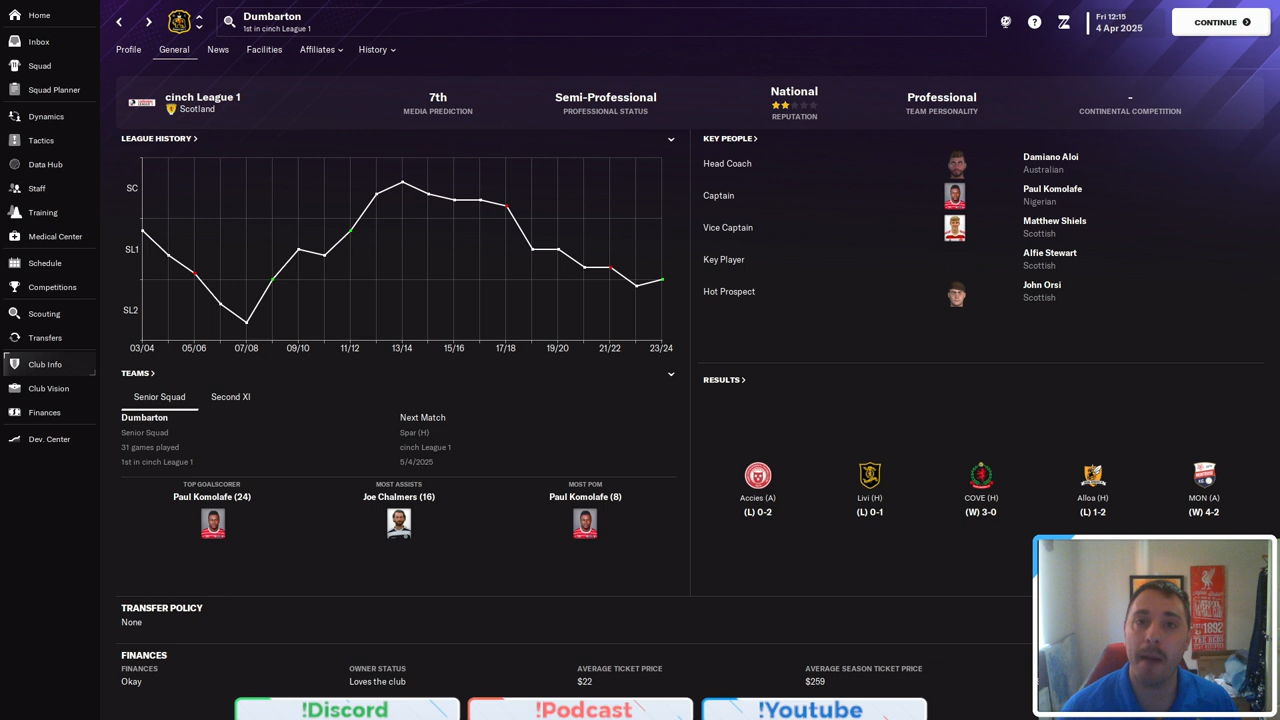 Home
Inbox
Squad
Squad Planner
Dynamics
Tactics
Data Hub
Staff
Training
Medical Center
Schedule
Competitions
Scouting
Transfers
Club Info
Club Vision
Finances
Dev. Center
Dumbarton
1st in cinch League 1
Fri 12:15
4 Apr 2025
CONTINUE
Profile
General
News
Facilities
Affiliates
History
cinch League 1
Scotland
7th
MEDIA PREDICTION
Semi-Professional
PROFESSIONAL STATUS
National
REPUTATION
Professional
TEAM PERSONALITY
-
CONTINENTAL COMPETITION
LEAGUE HISTORY
SC
SL1
SL2
03/04
05/06
07/08
09/10
11/12
13/14
15/16
17/18
19/20
21/22
23/24
TEAMS
Senior Squad
Second XI
Dumbarton
Senior Squad
31 games played
1st in cinch League 1
Next Match
Spar (H)
cinch League 1
5/4/2025
TOP GOALSCORER
Paul Komolafe (24)
MOST ASSISTS
Joe Chalmers (16)
MOST POM
Paul Komolafe (8)
KEY PEOPLE
Head Coach
Damiano Aloi
Australian
Captain
Paul Komolafe
Nigerian
Vice Captain
Matthew Shiels
Scottish
Key Player
Alfie Stewart
Scottish
Hot Prospect
John Orsi
Scottish
RESULTS
Accies (A)
(L) 0-2
Livi (H)
(L) 0-1
COVE (H)
(W) 3-0
Alloa (H)
(L) 1-2
MON (A)
(W) 4-2
TRANSFER POLICY
None
FINANCES
FINANCES
Okay
OWNER STATUS
Loves the club
AVERAGE TICKET PRICE
$22
AVERAGE SEASON TICKET PRICE
$259
!Discord
!Podcast
!Youtube
1892